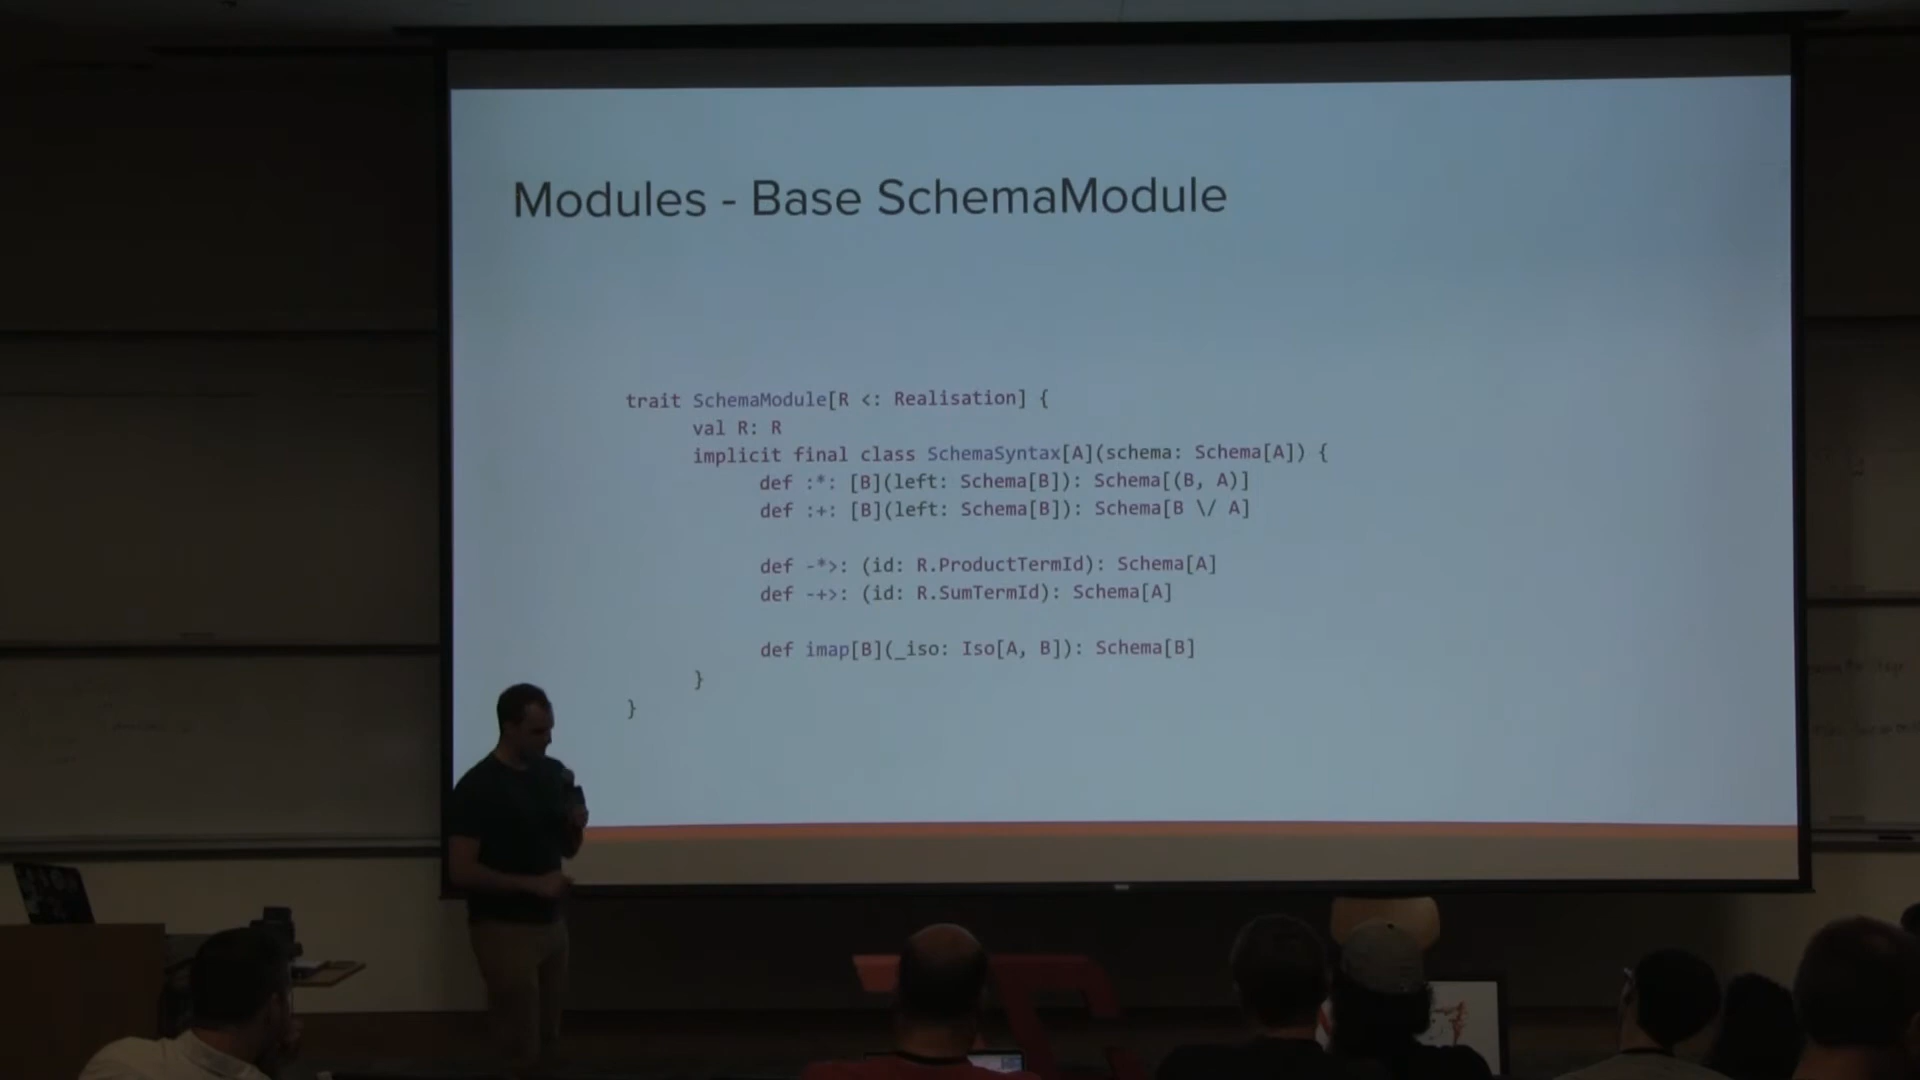 Modules - Base SchemaModule
trait SchemaModule[R <: Realisation] {
val R: R
implicit final class SchemaSyntax[A](schema: Schema[A]) {
def :*: [B](left: Schema[B]): Schema[(B, A)]
def :+: [B](left: Schema[B]): Schema[B \/ A]
def -*>: (id: R.ProductTermId): Schema[A]
def -+>: (id: R.SumTermId): Schema[A]
def imap[B](_iso: Iso[A, B]): Schema[B]
}
}